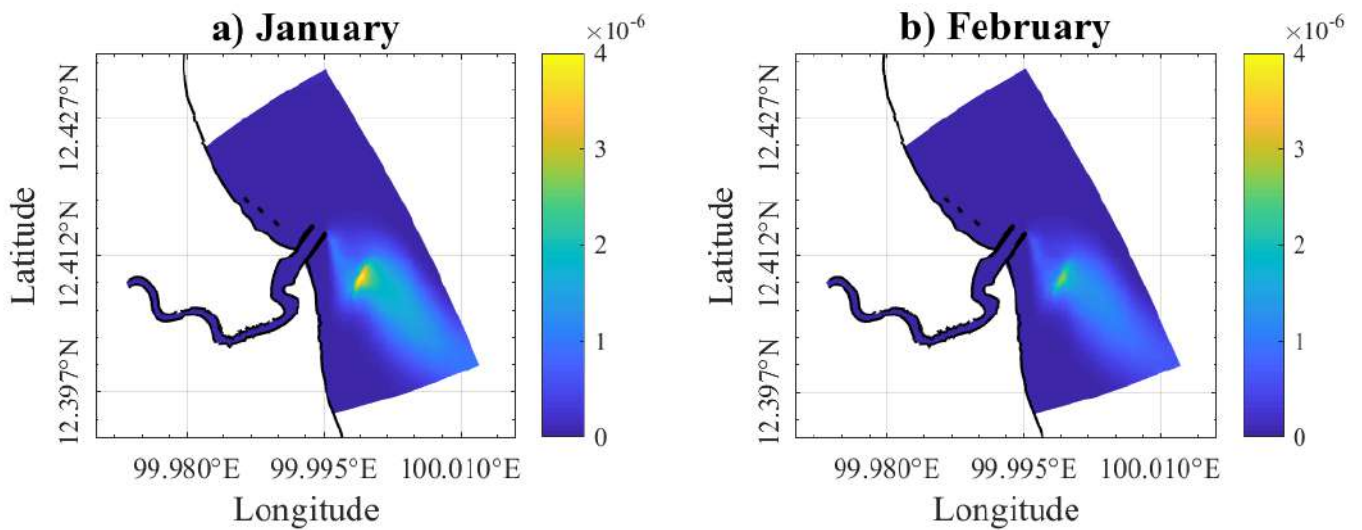 a) January
×10⁻⁶
4
3
2
1
0
12.427°N
12.412°N
12.397°N
Latitude
99.980°E 99.995°E 100.010°E
Longitude
b) February
×10⁻⁶
4
3
2
1
0
12.427°N
12.412°N
12.397°N
Latitude
99.980°E 99.995°E 100.010°E
Longitude